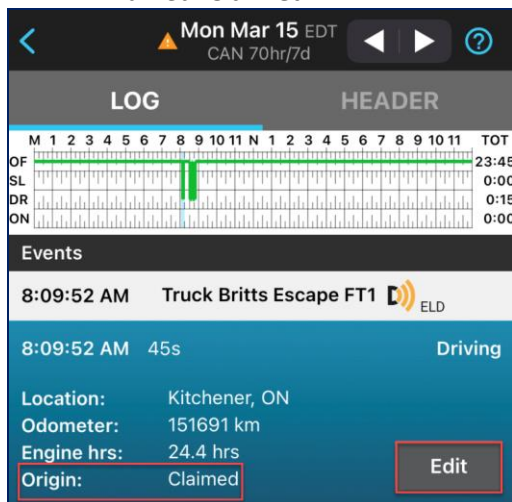 Mon Mar 15 EDT
CAN 70hr/7d
LOG HEADER
M 1 2 3 4 5 6 7 8 9 10 11 N 1 2 3 4 5 6 7 8 9 10 11 TOT
OF 23:45
SL 0:00
DR 0:15
ON 0:00
Events
8:09:52 AM Truck Britts Escape FT1 ELD
8:09:52 AM 45s Driving
Location: Kitchener, ON
Odometer: 151691 km
Engine hrs: 24.4 hrs
Origin: Claimed
Edit